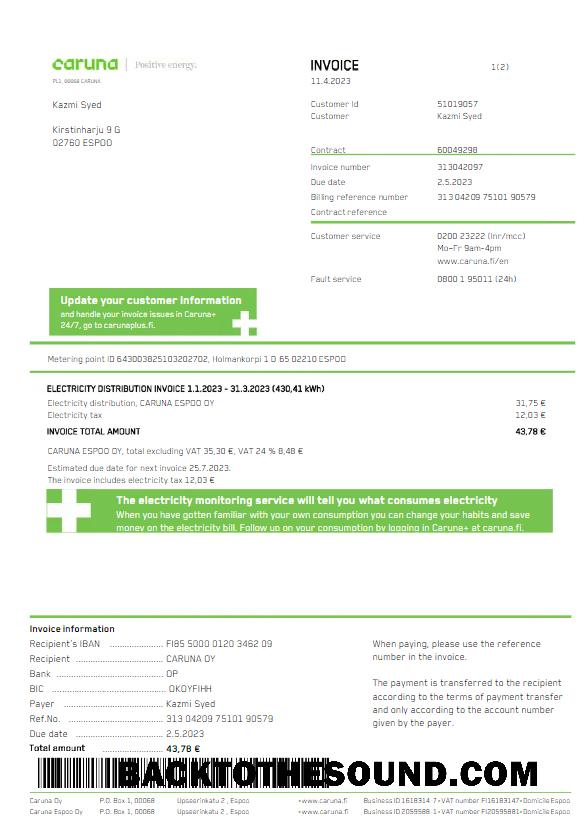 caruna | Positive energy.
PL1, 00068 CARUNA
Kazmi Syed
Kirstinharju 9 G
02760 ESPOO
INVOICE 1(2)
11.4.2023
Customer Id 51019057
Customer Kazmi Syed
Contract 60049298
Invoice number 313042097
Due date 2.5.2023
Billing reference number 313 04209 75101 90579
Contract reference
Customer service 0200 23222 (lnr/mcc)
Mo-Fr 9am-4pm
www.caruna.fi/en
Fault service 0800 1 95011 (24h)
Update your customer information
and handle your invoice issues in Caruna+
24/7, go to carunaplus.fi.
Metering point ID 643003825103202702, Holmankorpi 1 O 65 02210 ESPOO
ELECTRICITY DISTRIBUTION INVOICE 1.1.2023 - 31.3.2023 (430,41 kWh)
Electricity distribution, CARUNA ESPOO OY 31,75 €
Electricity tax 12,03 €
INVOICE TOTAL AMOUNT 43,78 €
CARUNA ESPOO OY, total excluding VAT 35,30 €, VAT 24 % 8,48 €
Estimated due date for next invoice 25.7.2023.
The invoice includes electricity tax 12,03 €
The electricity monitoring service will tell you what consumes electricity
When you have gotten familiar with your own consumption you can change your habits and save
money on the electricity bill. Follow up on your consumption by logging in Caruna+ at caruna.fi.
Invoice information
Recipient's IBAN ................... FI85 5000 0120 3462 09
Recipient ................... CARUNA OY
Bank ................... OP
BIC ................... OKOYFIHH
Payer ................... Kazmi Syed
Ref.No. ................... 313 04209 75101 90579
Due date ................... 2.5.2023
Total amount ................... 43,78 €
When paying, please use the reference
number in the invoice.
The payment is transferred to the recipient
according to the terms of payment transfer
and only according to the account number
given by the payer.
BACKTOTHESOUND.COM
Caruna Oy P.O. Box 1, 00068 Upseerinkatu 2, Espoo •www.caruna.fi Business ID 1618314-7•VAT number FI16183147•Domicile Espoo
Caruna Espoo Oy P.O. Box 1, 00068 Upseerinkatu 2, Espoo •www.caruna.fi Business ID 2059588-1•VAT number FI20595881•Domicile Espoo